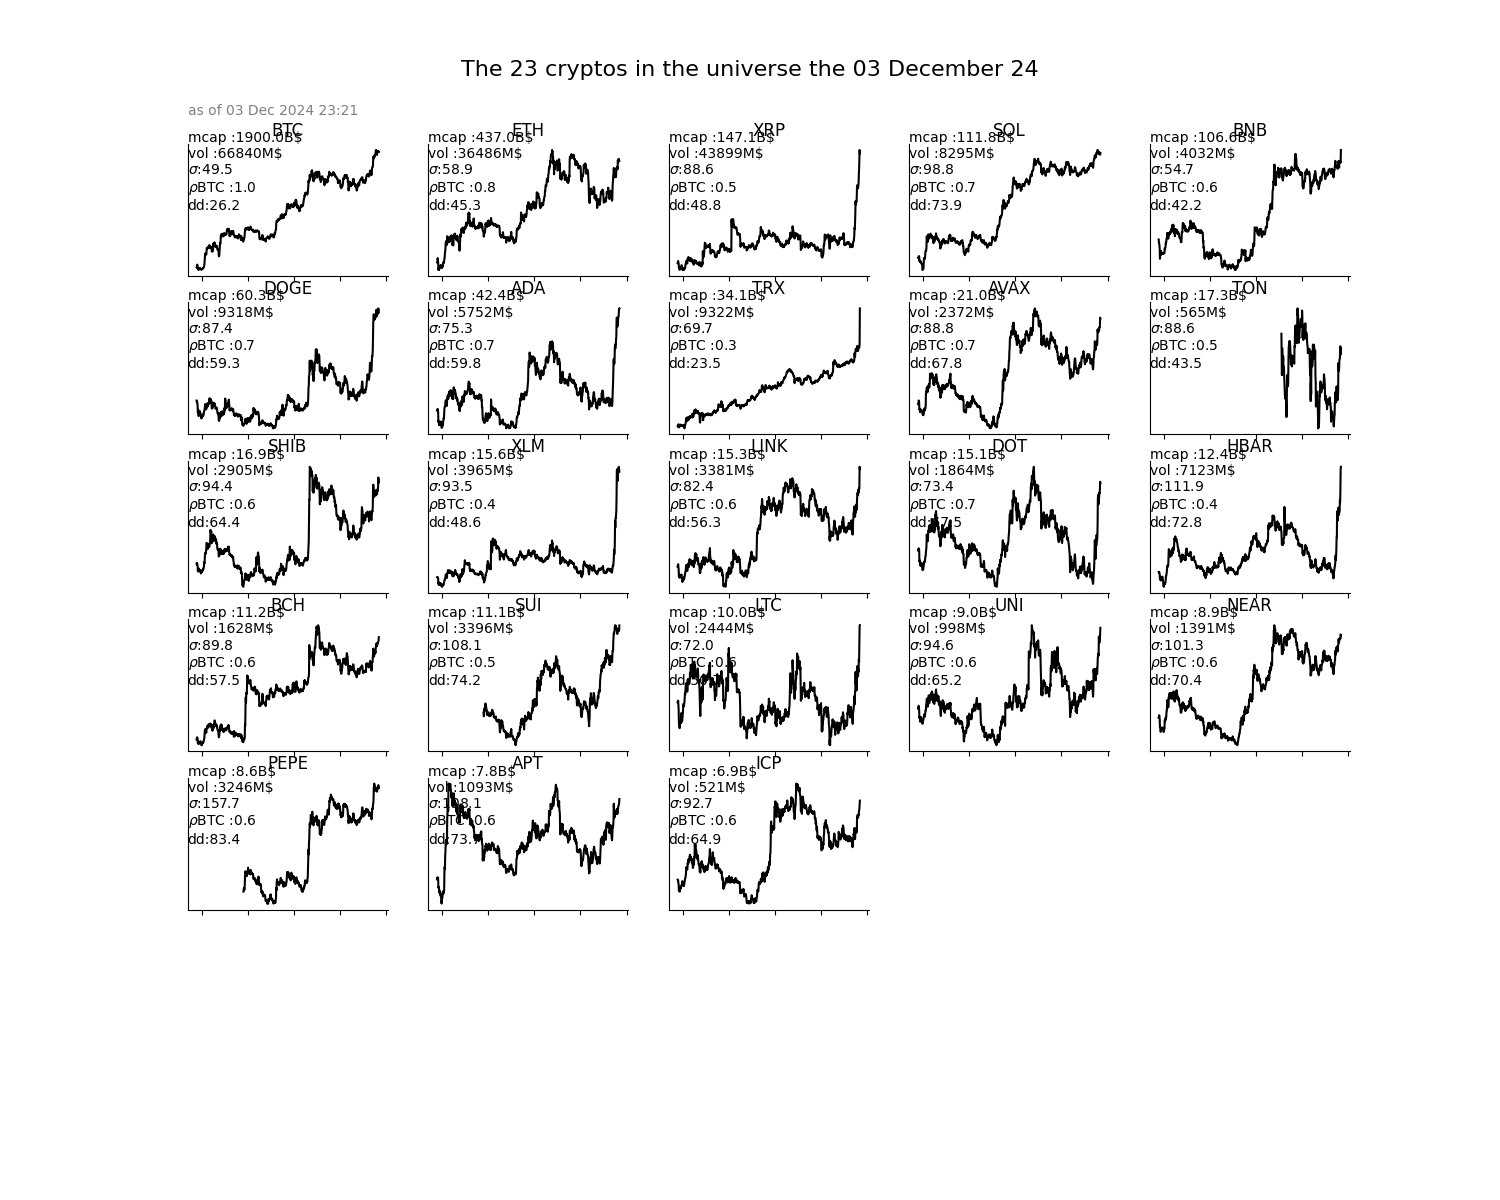 The 23 cryptos in the universe the 03 December 24
as of 03 Dec 2024 23:21
BTC
mcap :1900.0B$
vol :66840M$
σ:49.5
ρBTC :1.0
dd:26.2
ETH
mcap :437.0B$
vol :36486M$
σ:58.9
ρBTC :0.8
dd:45.3
XRP
mcap :147.1B$
vol :43899M$
σ:88.6
ρBTC :0.5
dd:48.8
SOL
mcap :111.8B$
vol :8295M$
σ:98.8
ρBTC :0.7
dd:73.9
BNB
mcap :106.6B$
vol :4032M$
σ:54.7
ρBTC :0.6
dd:42.2
DOGE
mcap :60.3B$
vol :9318M$
σ:87.4
ρBTC :0.7
dd:59.3
ADA
mcap :42.4B$
vol :5752M$
σ:75.3
ρBTC :0.7
dd:59.8
TRX
mcap :34.1B$
vol :9322M$
σ:69.7
ρBTC :0.3
dd:23.5
AVAX
mcap :21.0B$
vol :2372M$
σ:88.8
ρBTC :0.7
dd:67.8
TON
mcap :17.3B$
vol :565M$
σ:88.6
ρBTC :0.5
dd:43.5
SHIB
mcap :16.9B$
vol :2905M$
σ:94.4
ρBTC :0.6
dd:64.4
XLM
mcap :15.6B$
vol :3965M$
σ:93.5
ρBTC :0.4
dd:48.6
LINK
mcap :15.3B$
vol :3381M$
σ:82.4
ρBTC :0.6
dd:56.3
DOT
mcap :15.1B$
vol :1864M$
σ:73.4
ρBTC :0.7
HBAR
mcap :12.4B$
vol :7123M$
σ:111.9
ρBTC :0.4
dd:72.8
BCH
mcap :11.2B$
vol :1628M$
σ:89.8
ρBTC :0.6
dd:57.5
SUI
mcap :11.1B$
vol :3396M$
σ:108.1
ρBTC :0.5
dd:74.2
LTC
mcap :10.0B$
vol :2444M$
σ:72.0
ρBTC :0.6
UNI
mcap :9.0B$
vol :998M$
σ:94.6
ρBTC :0.6
dd:65.2
NEAR
mcap :8.9B$
vol :1391M$
σ:101.3
ρBTC :0.6
dd:70.4
PEPE
mcap :8.6B$
vol :3246M$
σ:157.7
ρBTC :0.6
dd:83.4
APT
mcap :7.8B$
vol :1093M$
σ:108.1
ρBTC :0.6
ICP
mcap :6.9B$
vol :521M$
σ:92.7
ρBTC :0.6
dd:64.9